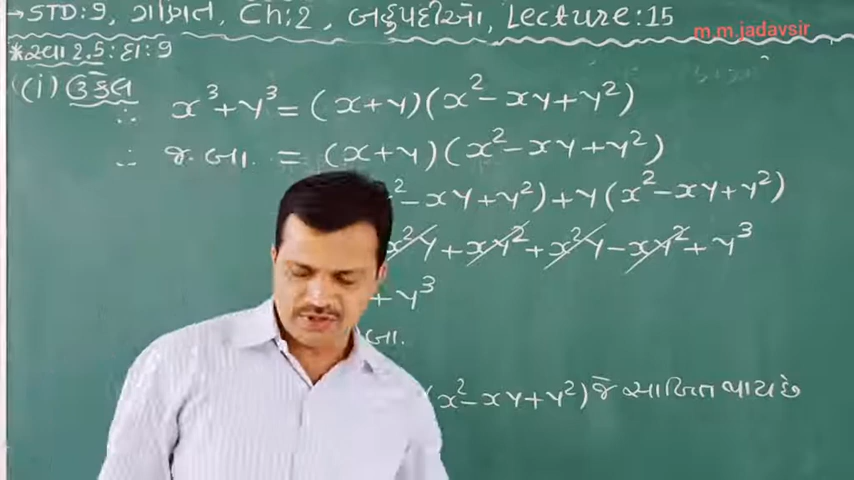 →STD:9, ગણિત, Ch:2, બહુપદીઓ, Lecture:15
m.m.jadavsir
*સ્વા 2.5: દા: 9
(i) ઉકેલ
∴ x³+y³ = (x+y)(x²-xy+y²)
∴ જ.બા. = (x+y)(x²-xy+y²)
²-xy+y²)+y(x²-xy+y²)
x²y+xy²+x²y-xy²+y³
+y³
બા.
(x²-xy+y²) જે સાબિત થાય છે